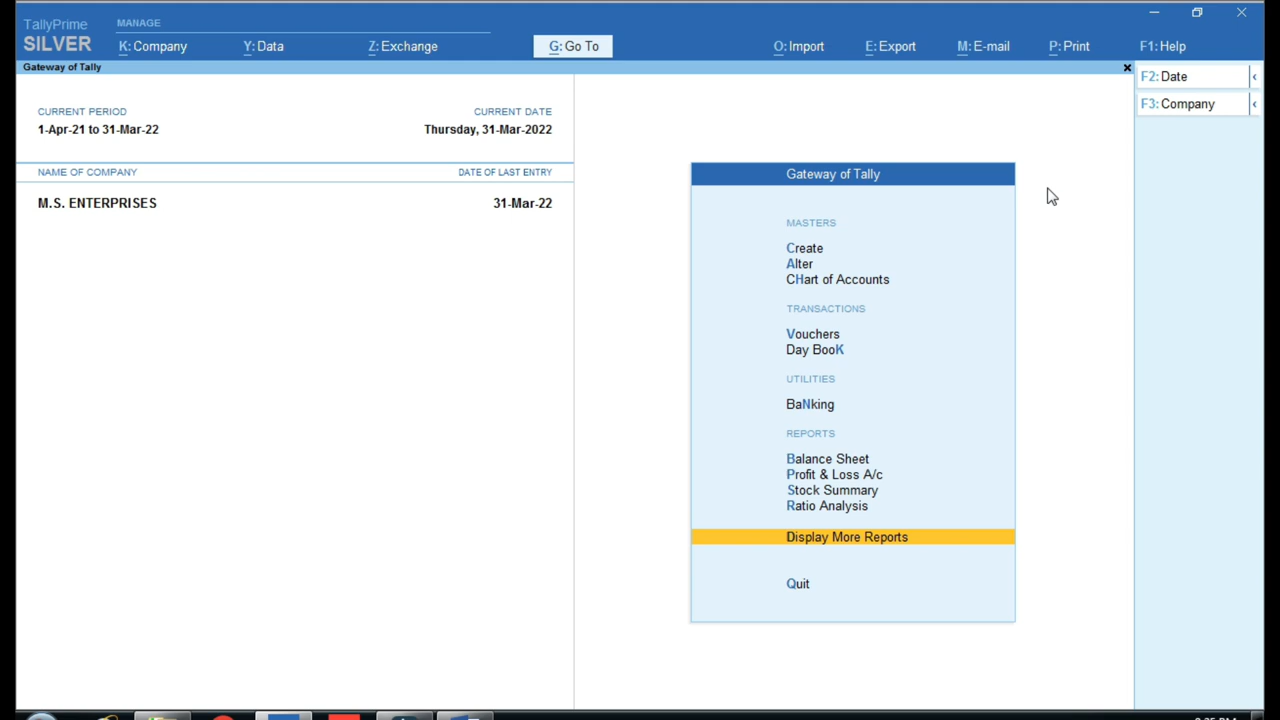 TallyPrime
MANAGE
SILVER
K: Company
Y: Data
Z: Exchange
G: Go To
O: Import
E: Export
M: E-mail
P: Print
F1: Help
Gateway of Tally
F2: Date
F3: Company
CURRENT PERIOD
CURRENT DATE
1-Apr-21 to 31-Mar-22
Thursday, 31-Mar-2022
NAME OF COMPANY
DATE OF LAST ENTRY
M.S. ENTERPRISES
31-Mar-22
Gateway of Tally
MASTERS
Create
Alter
CHart of Accounts
TRANSACTIONS
Vouchers
Day BooK
UTILITIES
BaNking
REPORTS
Balance Sheet
Profit & Loss A/c
Stock Summary
Ratio Analysis
Display More Reports
Quit